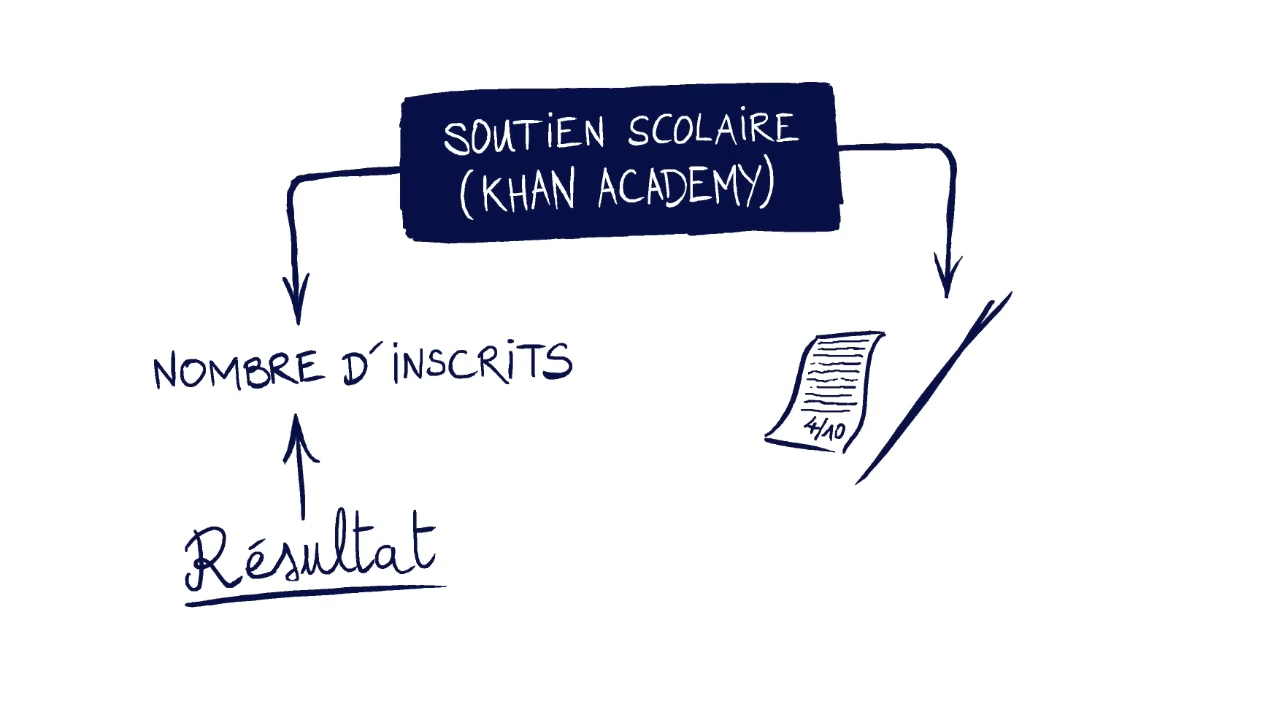 SOUTiEN SCOLAiRE
(KHAN ACADEMY)
NOMBRE D'iNSCRiTS
4/10
Résultat